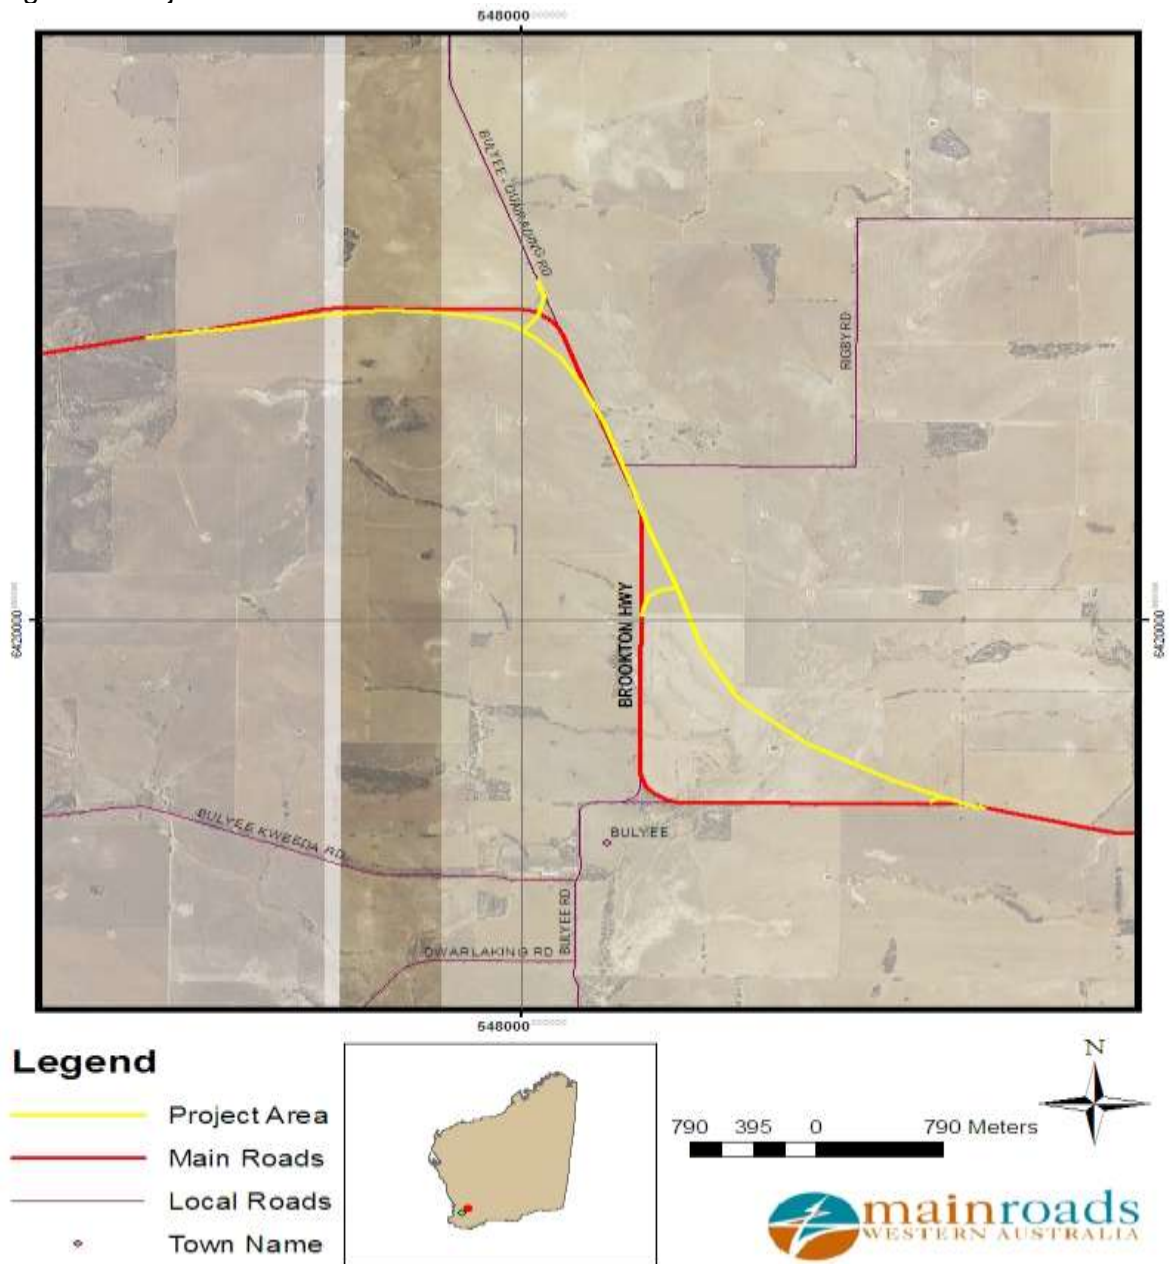 548000
BULYEE - QUAIRADING RD
RIGBY RD
6420000
6420000
BROOKTON HWY
BULYEE KWEEDA RD
BULYEE
BULYEE RD
DWARLAKING RD
548000
Legend
Project Area
Main Roads
Local Roads
Town Name
N
790 395 0 790 Meters
mainroads
WESTERN AUSTRALIA